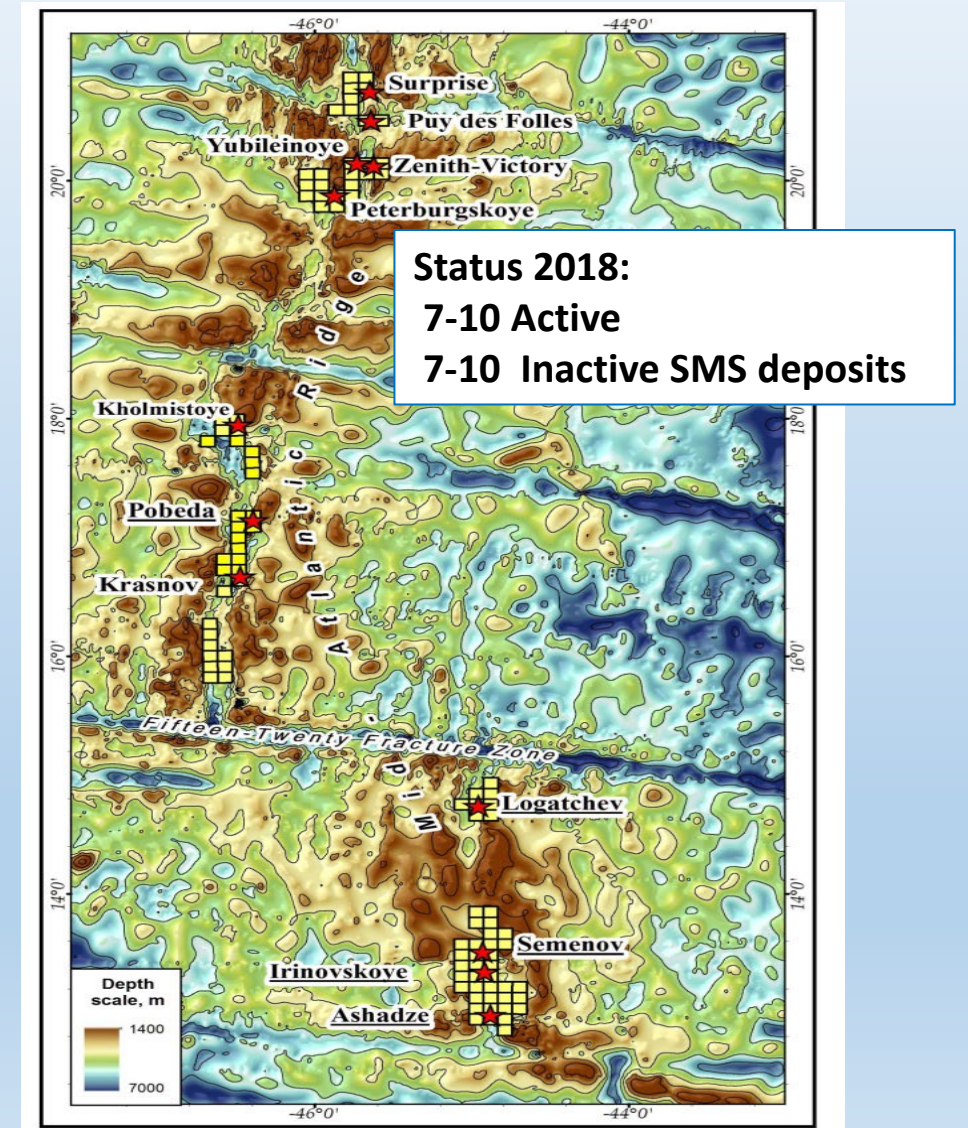 -46°0'
-44°0'
Surprise
Puy des Folles
Yubileinoye
Zenith-Victory
20°0'
20°0'
Peterburgskoye
Status 2018:
7-10 Active
7-10 Inactive SMS deposits
Mid-Atlantic Ridge
Kholmistoye
18°0'
18°0'
Pobeda
Krasnov
16°0'
16°0'
Fifteen-Twenty Fracture Zone
Logatchev
14°0'
14°0'
Semenov
Irinovskoye
Ashadze
Depth
scale, m
1400
7000
-46°0'
-44°0'